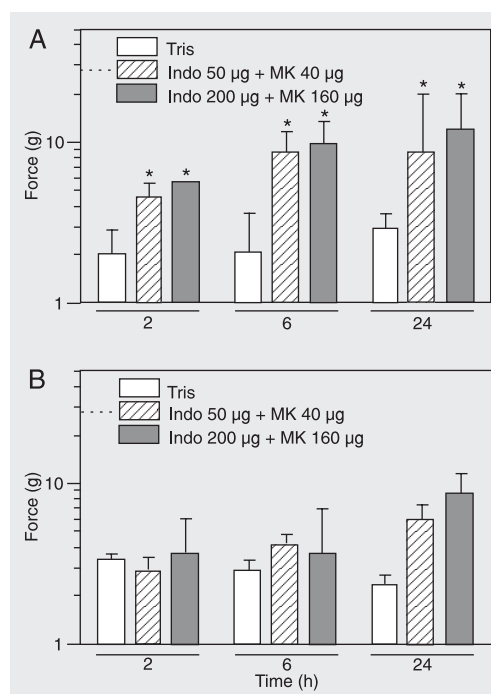 A
Tris
Indo 50 µg + MK 40 µg
Indo 200 µg + MK 160 µg
Force (g)
10
1
* * * * * *
2 6 24
B
Tris
Indo 50 µg + MK 40 µg
Indo 200 µg + MK 160 µg
Force (g)
10
1
2 6 24
Time (h)